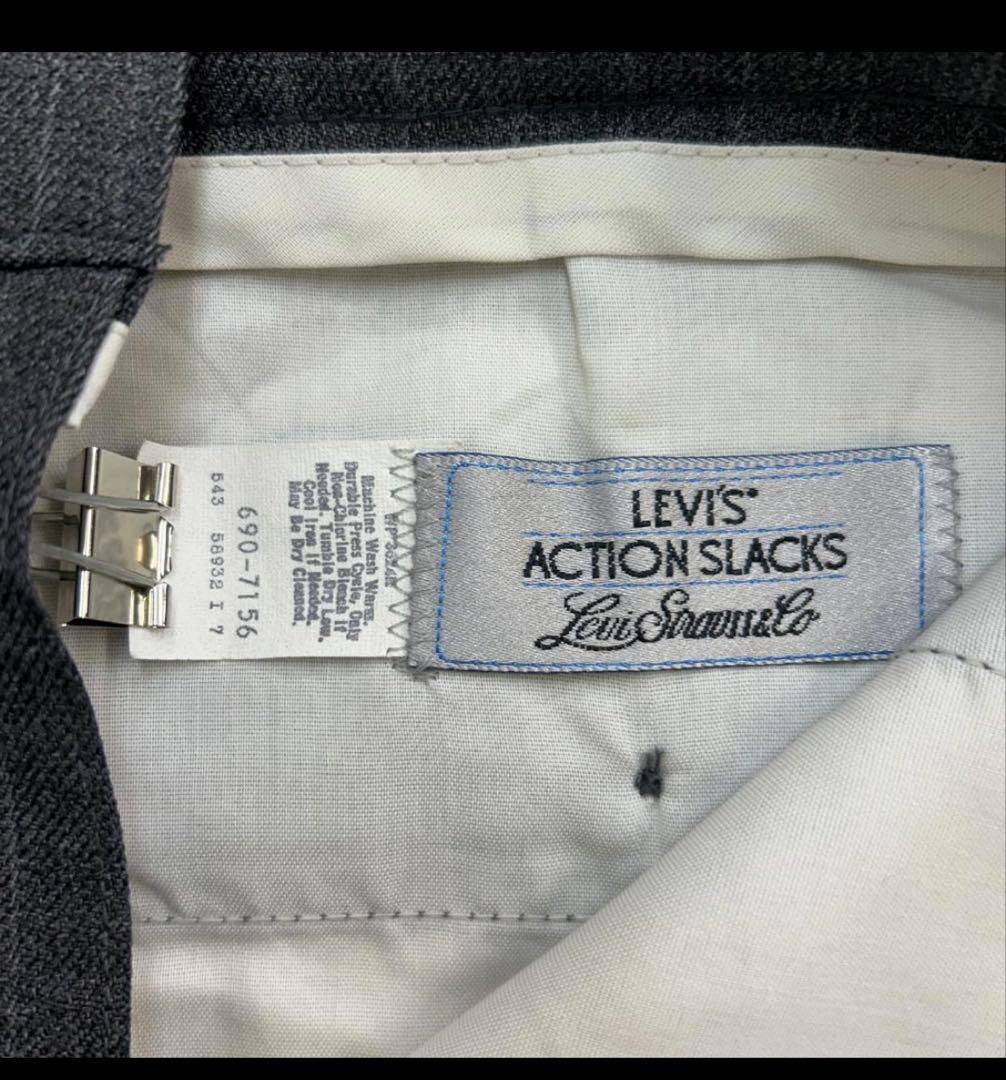 LEVI'S
ACTION SLACKS
Levi Strauss & Co
Machine Wash Warm.
Durable Press Cycle, Only
Non-Chlorine Bleach if
Needed. Tumble Dry Low.
Cool Iron if Needed.
May Be Dry Cleaned.
690-7156
543 56932 I 7